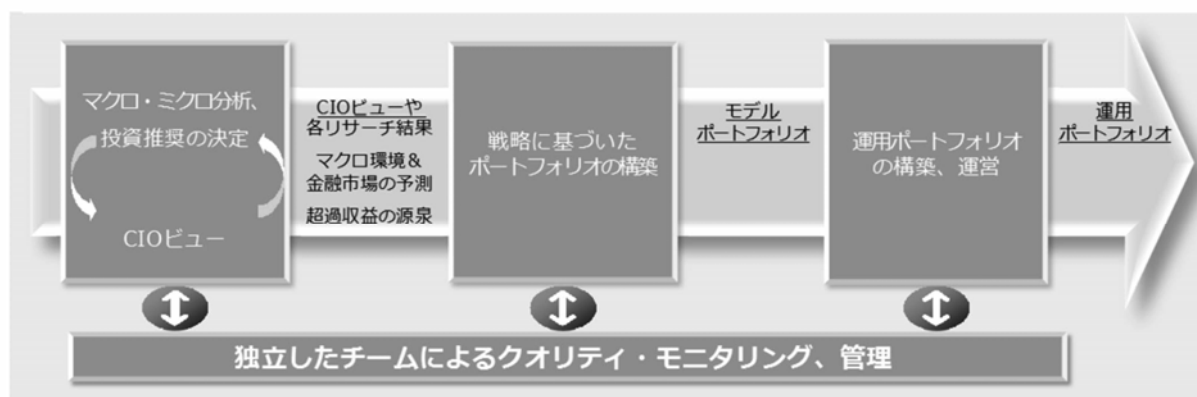 マクロ・ミクロ分析、
投資推奨の決定
CIOビュー
CIOビューや
各リサーチ結果
マクロ環境＆
金融市場の予測
超過収益の源泉
戦略に基づいた
ポートフォリオの構築
モデル
ポートフォリオ
運用ポートフォリオ
の構築、運営
運用
ポートフォリオ
独立したチームによるクオリティ・モニタリング、管理